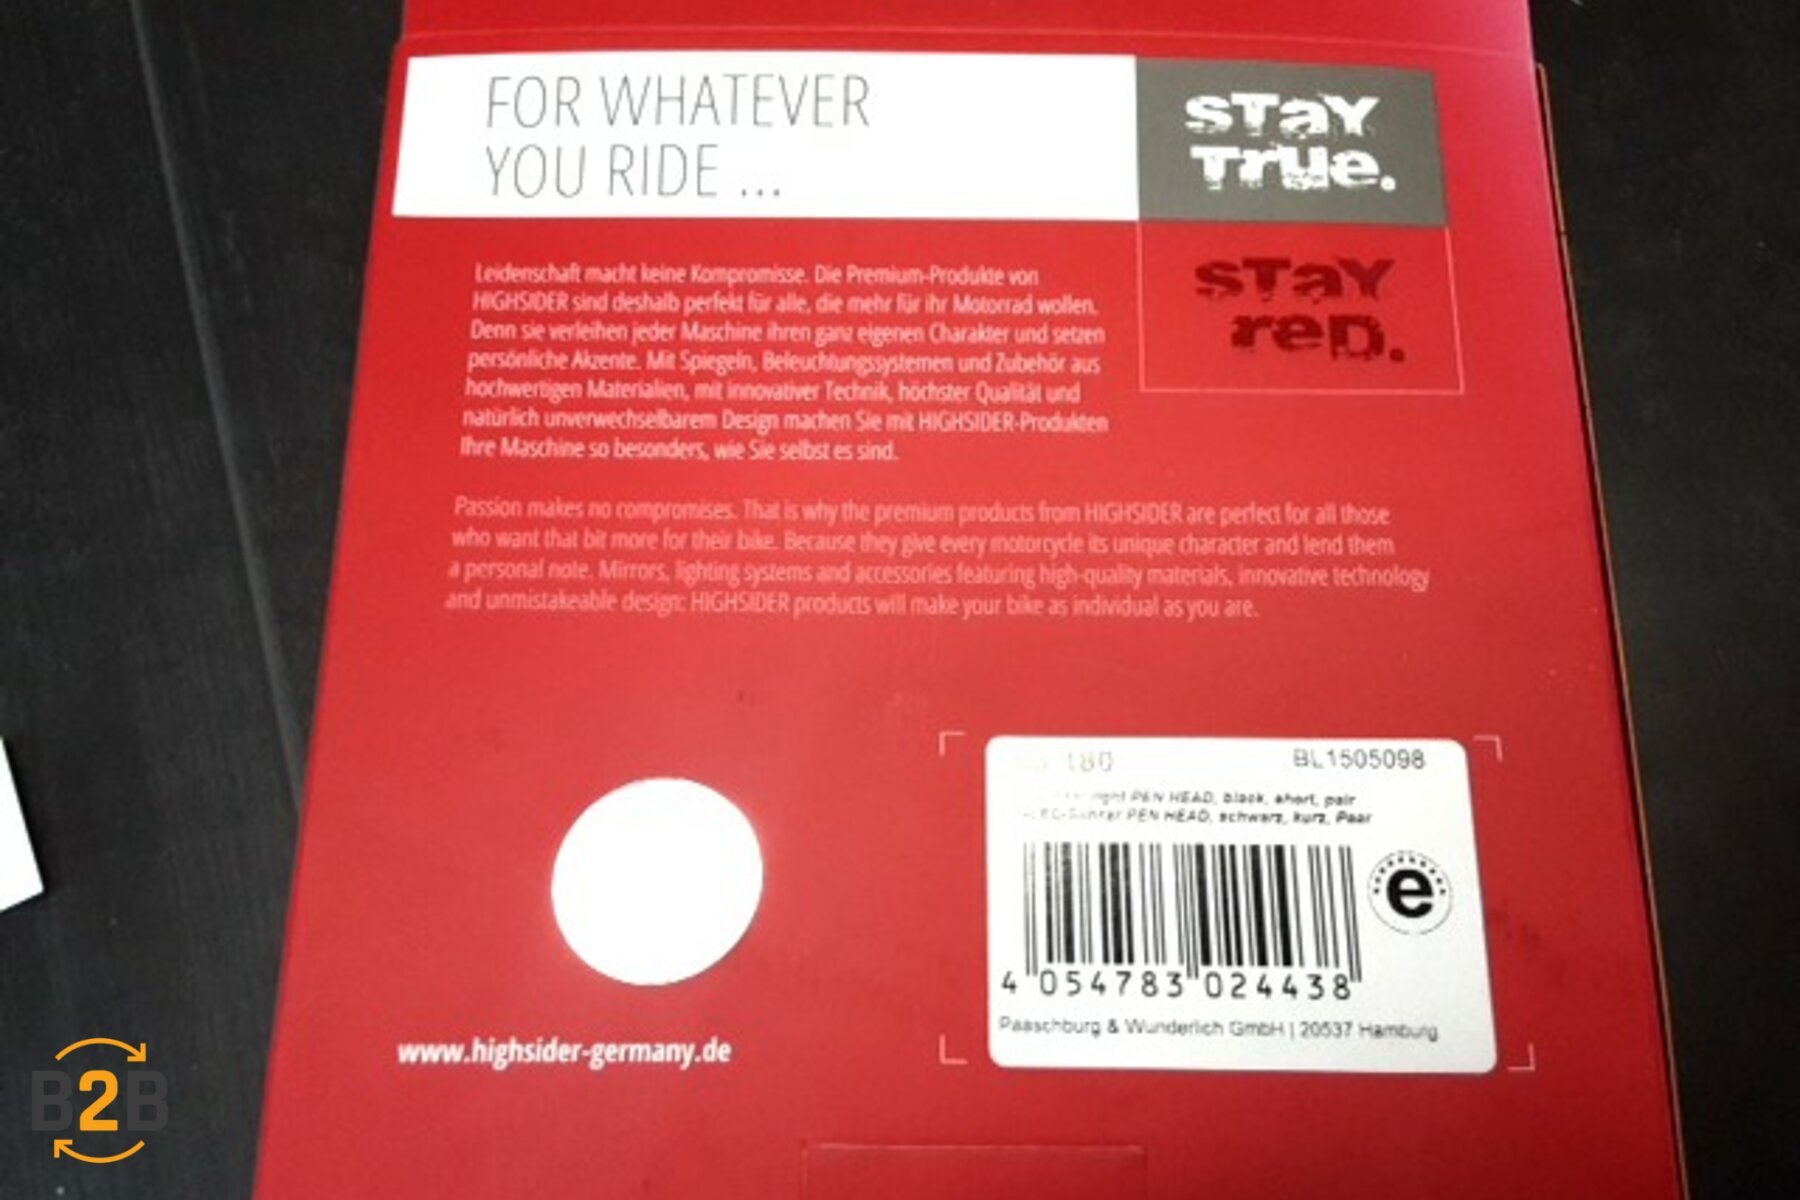 FOR WHATEVER
YOU RIDE ...
STaY
TrUe.
STaY
reD.
Leidenschaft macht keine Kompromisse. Die Premium-Produkte von
HIGHSIDER sind deshalb perfekt für alle, die mehr für ihr Motorrad wollen.
Denn sie verleihen jeder Maschine ihren ganz eigenen Charakter und setzen
persönliche Akzente. Mit Spiegeln, Beleuchtungssystemen und Zubehör aus
hochwertigen Materialien, mit innovativer Technik, höchster Qualität und
natürlich unverwechselbarem Design machen Sie mit HIGHSIDER-Produkten
Ihre Maschine so besonders, wie Sie selbst es sind.
Passion makes no compromises. That is why the premium products from HIGHSIDER are perfect for all those
who want that bit more for their bike. Because they give every motorcycle its unique character and lend them
a personal note. Mirrors, lighting systems and accessories featuring high-quality materials, innovative technology
and unmistakeable design: HIGHSIDER products will make your bike as individual as you are.
180 BL1505098
PEN HEAD, black, short, pair
PEN HEAD, schwarz, kurz, Paar
e
4 054783 024438
Paaschburg & Wunderlich GmbH | 20537 Hamburg
www.highsider-germany.de
B2B